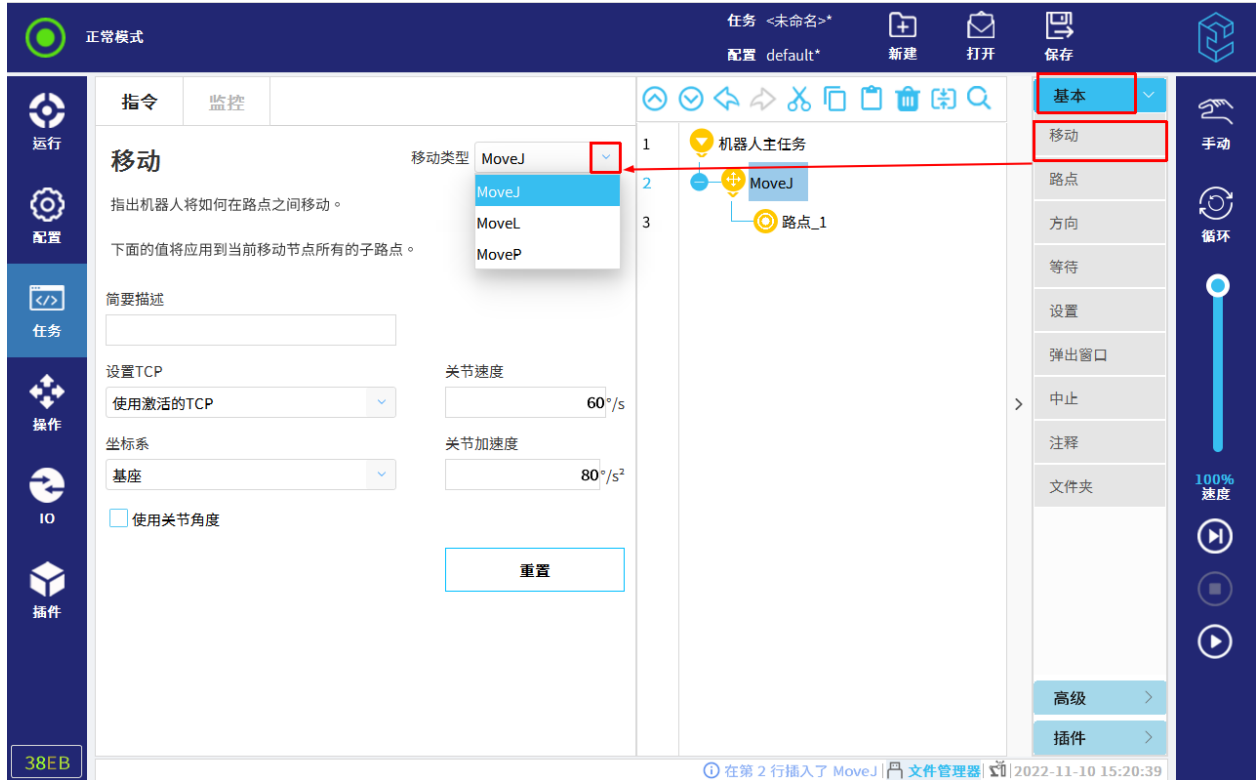 正常模式
任务 <未命名>*
配置 default*
新建
打开
保存
运行
配置
任务
操作
IO
插件
38EB
指令
监控
移动
移动类型 MoveJ
MoveJ
MoveL
MoveP
指出机器人将如何在路点之间移动。
下面的值将应用到当前移动节点所有的子路点。
简要描述
设置TCP
使用激活的TCP
关节速度
60°/s
坐标系
基座
关节加速度
80°/s²
使用关节角度
重置
1 机器人主任务
2 MoveJ
3 路点_1
基本
移动
路点
方向
等待
设置
弹出窗口
中止
注释
文件夹
高级
插件
手动
循环
100%
速度
在第 2 行插入了 MoveJ
文件管理器
2022-11-10 15:20:39